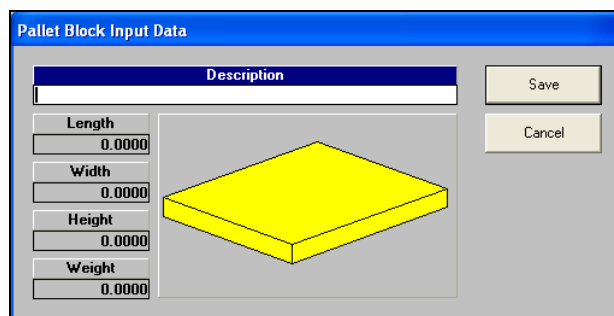 Pallet Block Input Data
Description
Save
Length
0.0000
Cancel
Width
0.0000
Height
0.0000
Weight
0.0000